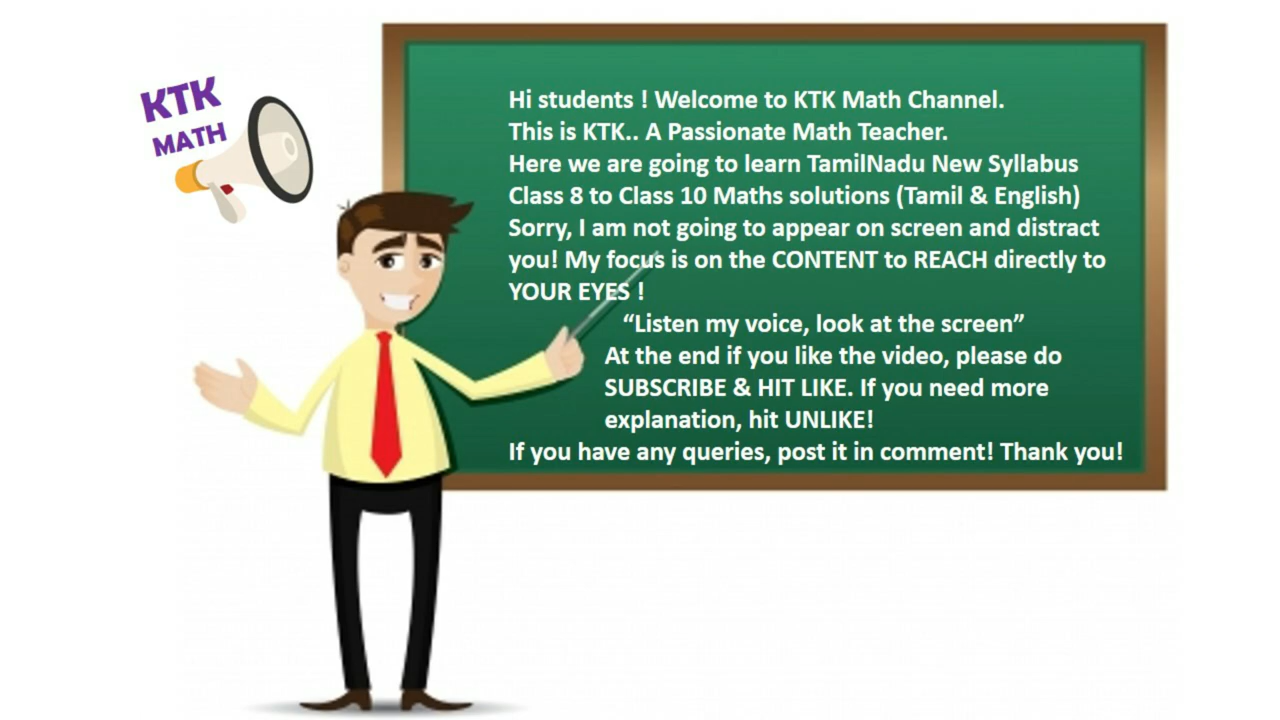 KTK
MATH
Hi students ! Welcome to KTK Math Channel.
This is KTK.. A Passionate Math Teacher.
Here we are going to learn TamilNadu New Syllabus
Class 8 to Class 10 Maths solutions (Tamil & English)
Sorry, I am not going to appear on screen and distract
you! My focus is on the CONTENT to REACH directly to
YOUR EYES !
“Listen my voice, look at the screen”
At the end if you like the video, please do
SUBSCRIBE & HIT LIKE. If you need more
explanation, hit UNLIKE!
If you have any queries, post it in comment! Thank you!